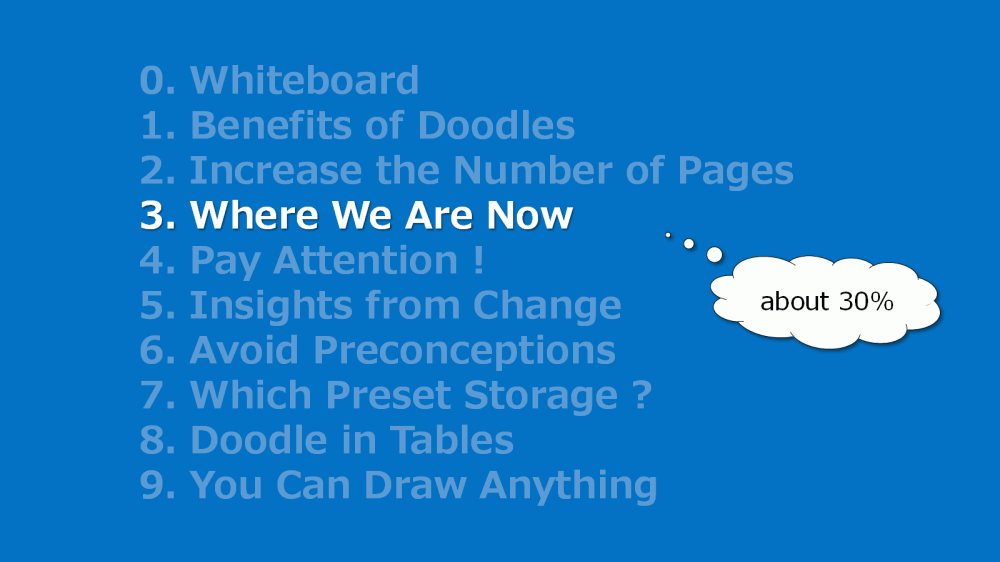 0. Whiteboard
1. Benefits of Doodles
2. Increase the Number of Pages
3. Where We Are Now
4. Pay Attention !
5. Insights from Change
about 30%
6. Avoid Preconceptions
7. Which Preset Storage ?
8. Doodle in Tables
9. You Can Draw Anything